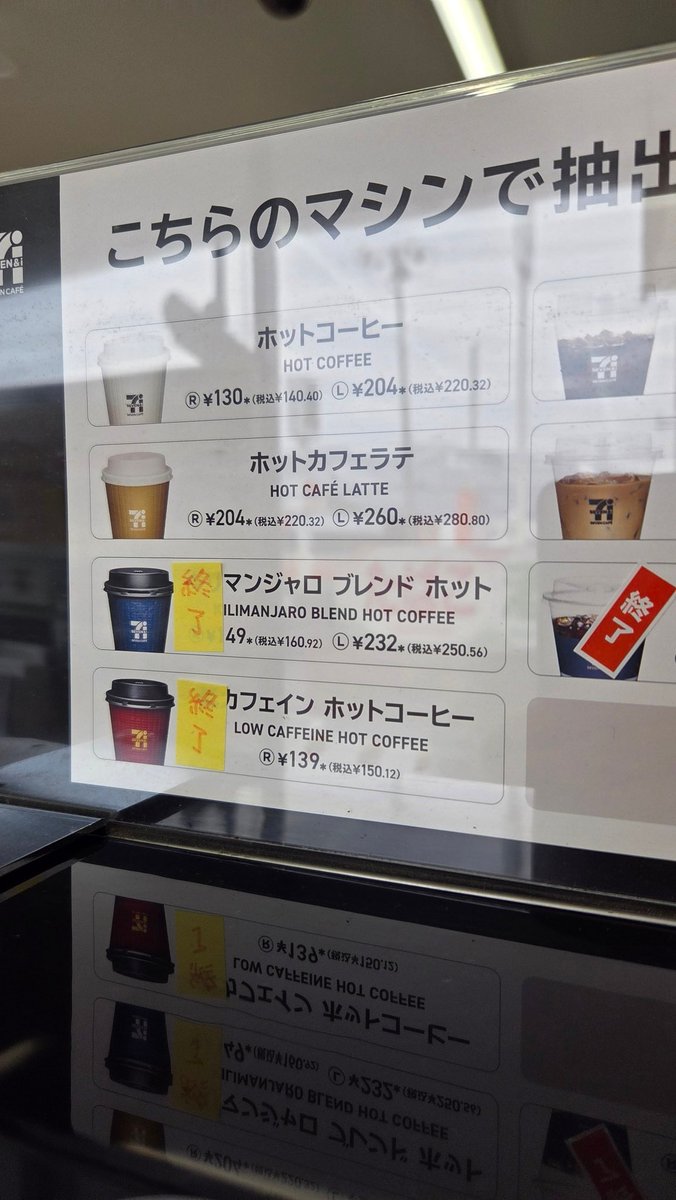 こちらのマシンで抽出
ホットコーヒー
HOT COFFEE
Ⓡ ¥130*(税込¥140.40) Ⓛ ¥204*(税込¥220.32)
ホットカフェラテ
HOT CAFÉ LATTE
Ⓡ ¥204*(税込¥220.32) Ⓛ ¥260*(税込¥280.80)
終了
マンジャロ ブレンド ホット
ILIMANJARO BLEND HOT COFFEE
49*(税込¥160.92) Ⓛ ¥232*(税込¥250.56)
終了
カフェイン ホットコーヒー
LOW CAFFEINE HOT COFFEE
Ⓡ ¥139*(税込¥150.12)
終了